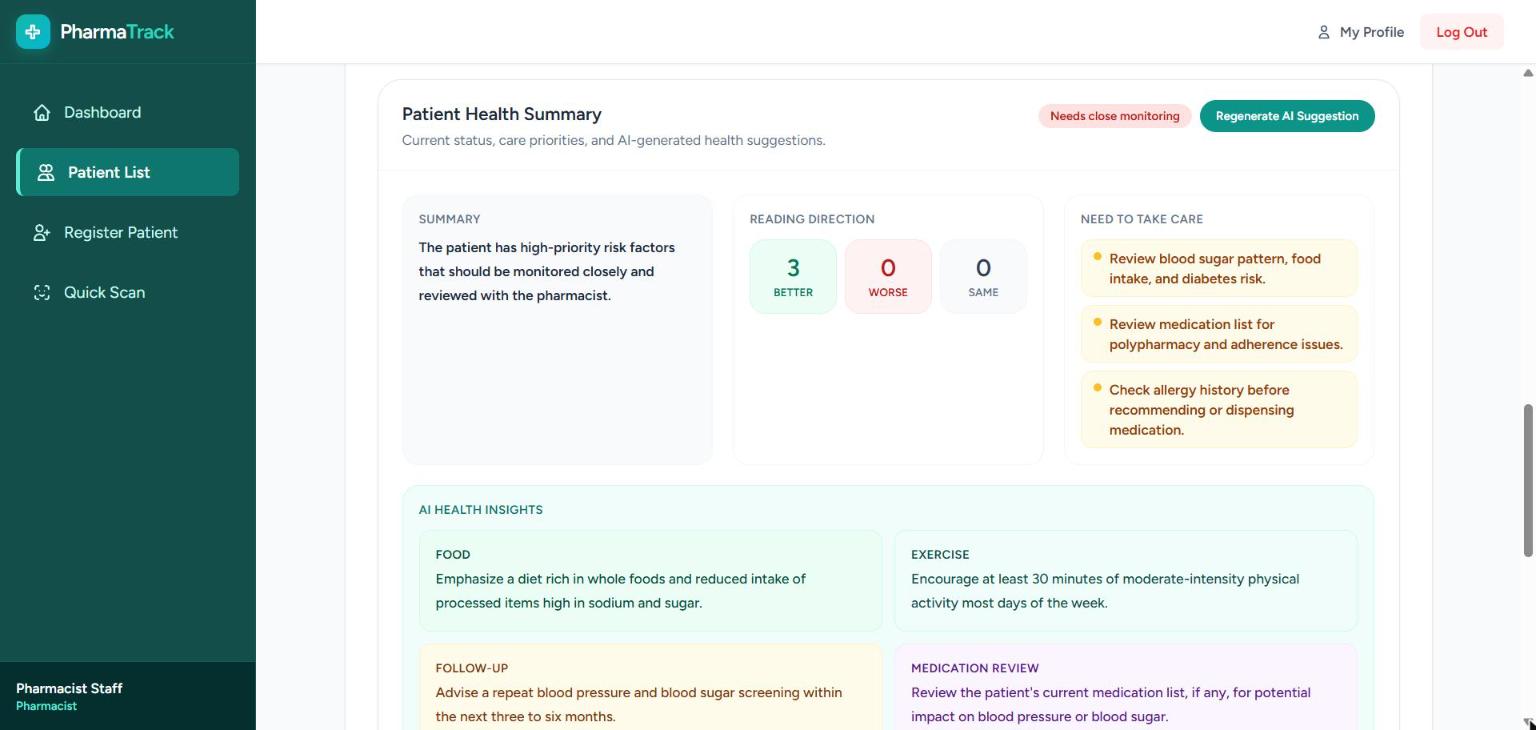 PharmaTrack
My Profile
Log Out
Dashboard
Patient List
Register Patient
Quick Scan
Pharmacist Staff
Pharmacist
Patient Health Summary
Current status, care priorities, and AI-generated health suggestions.
Needs close monitoring
Regenerate AI Suggestion
SUMMARY
The patient has high-priority risk factors
that should be monitored closely and
reviewed with the pharmacist.
READING DIRECTION
3
BETTER
0
WORSE
0
SAME
NEED TO TAKE CARE
Review blood sugar pattern, food
intake, and diabetes risk.
Review medication list for
polypharmacy and adherence issues.
Check allergy history before
recommending or dispensing
medication.
AI HEALTH INSIGHTS
FOOD
Emphasize a diet rich in whole foods and reduced intake of
processed items high in sodium and sugar.
EXERCISE
Encourage at least 30 minutes of moderate-intensity physical
activity most days of the week.
FOLLOW-UP
Advise a repeat blood pressure and blood sugar screening within
the next three to six months.
MEDICATION REVIEW
Review the patient's current medication list, if any, for potential
impact on blood pressure or blood sugar.